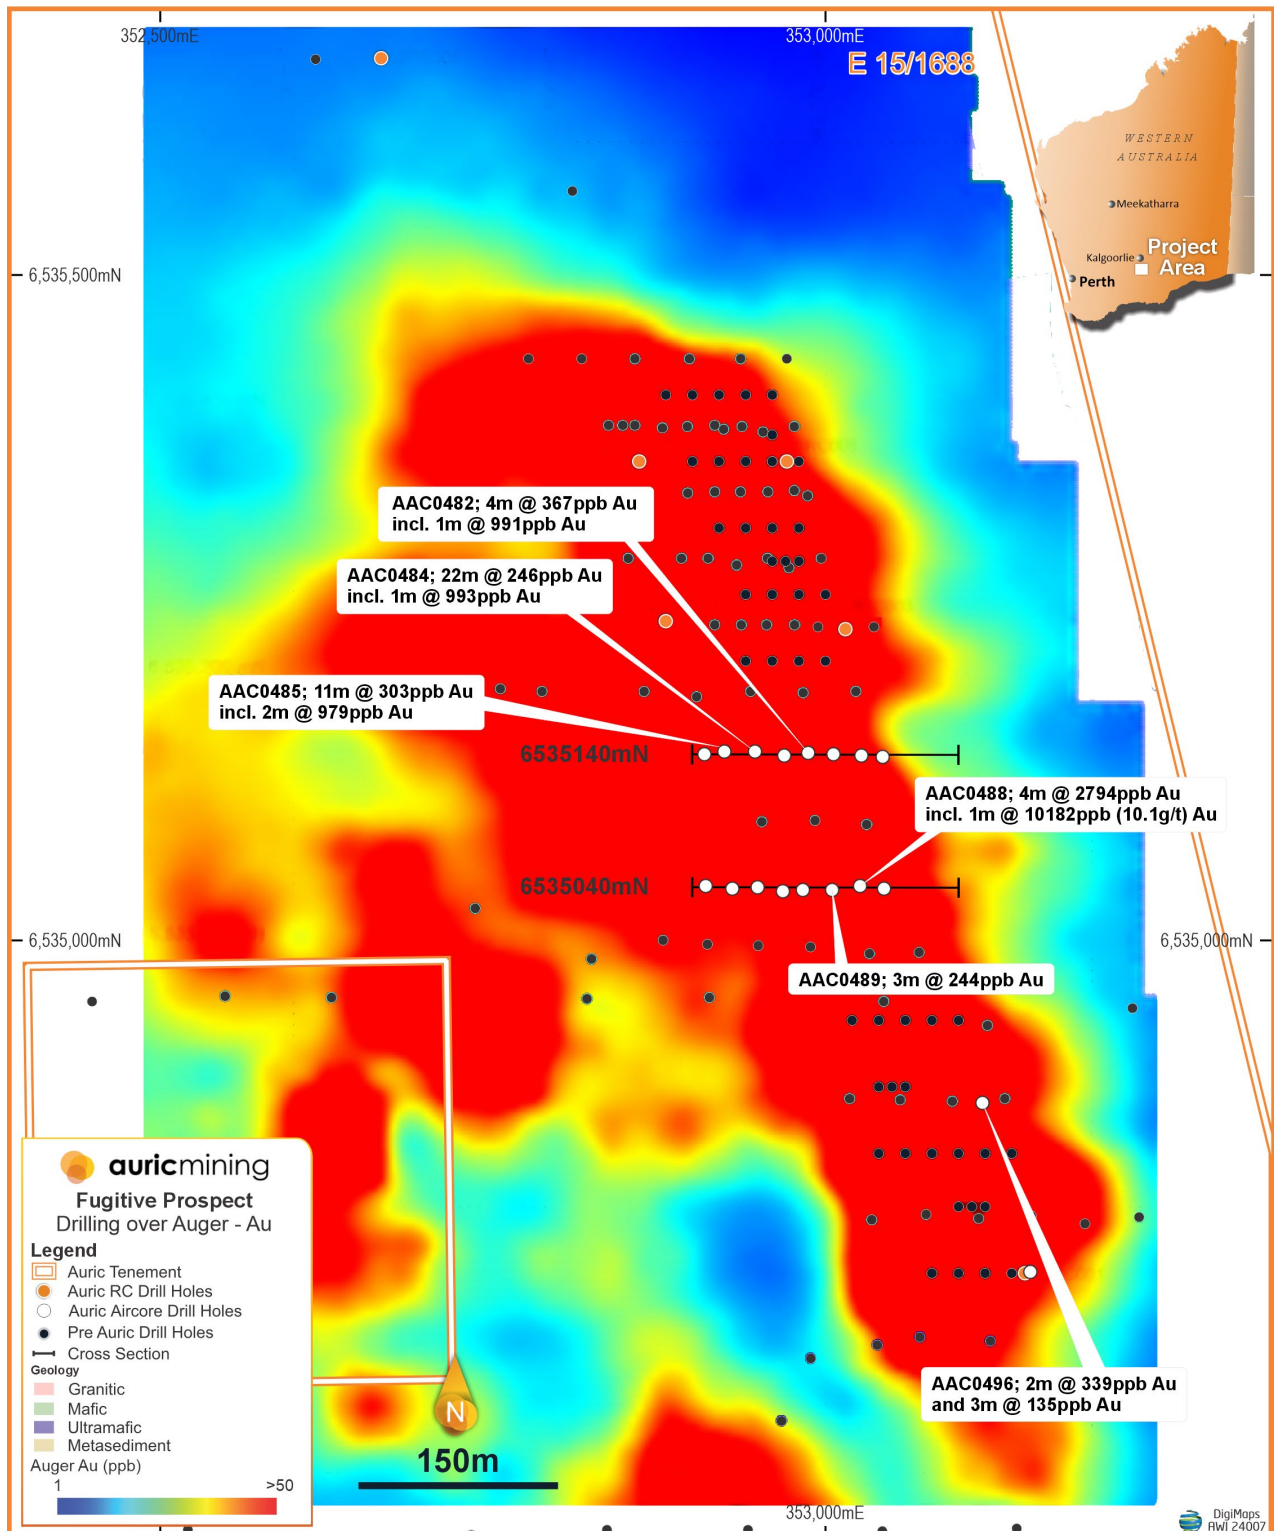 352,500mE
353,000mE
E 15/1688
WESTERN
AUSTRALIA
Meekatharra
Kalgoorlie
Project
Area
Perth
6,535,500mN
AAC0482; 4m @ 367ppb Au
incl. 1m @ 991ppb Au
AAC0484; 22m @ 246ppb Au
incl. 1m @ 993ppb Au
AAC0485; 11m @ 303ppb Au
incl. 2m @ 979ppb Au
6535140mN
AAC0488; 4m @ 2794ppb Au
incl. 1m @ 10182ppb (10.1g/t) Au
6535040mN
6,535,000mN
6,535,000mN
AAC0489; 3m @ 244ppb Au
auricmining
Fugitive Prospect
Drilling over Auger - Au
Legend
Auric Tenement
Auric RC Drill Holes
Auric Aircore Drill Holes
Pre Auric Drill Holes
Cross Section
Geology
Granitic
Mafic
Ultramafic
Metasediment
Auger Au (ppb)
1
>50
N
150m
AAC0496; 2m @ 339ppb Au
and 3m @ 135ppb Au
353,000mE
DigiMaps
AWI 24007